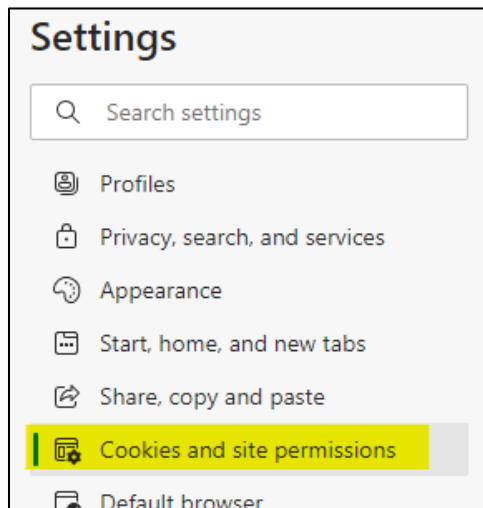 Settings
Search settings
Profiles
Privacy, search, and services
Appearance
Start, home, and new tabs
Share, copy and paste
Cookies and site permissions
Default browser